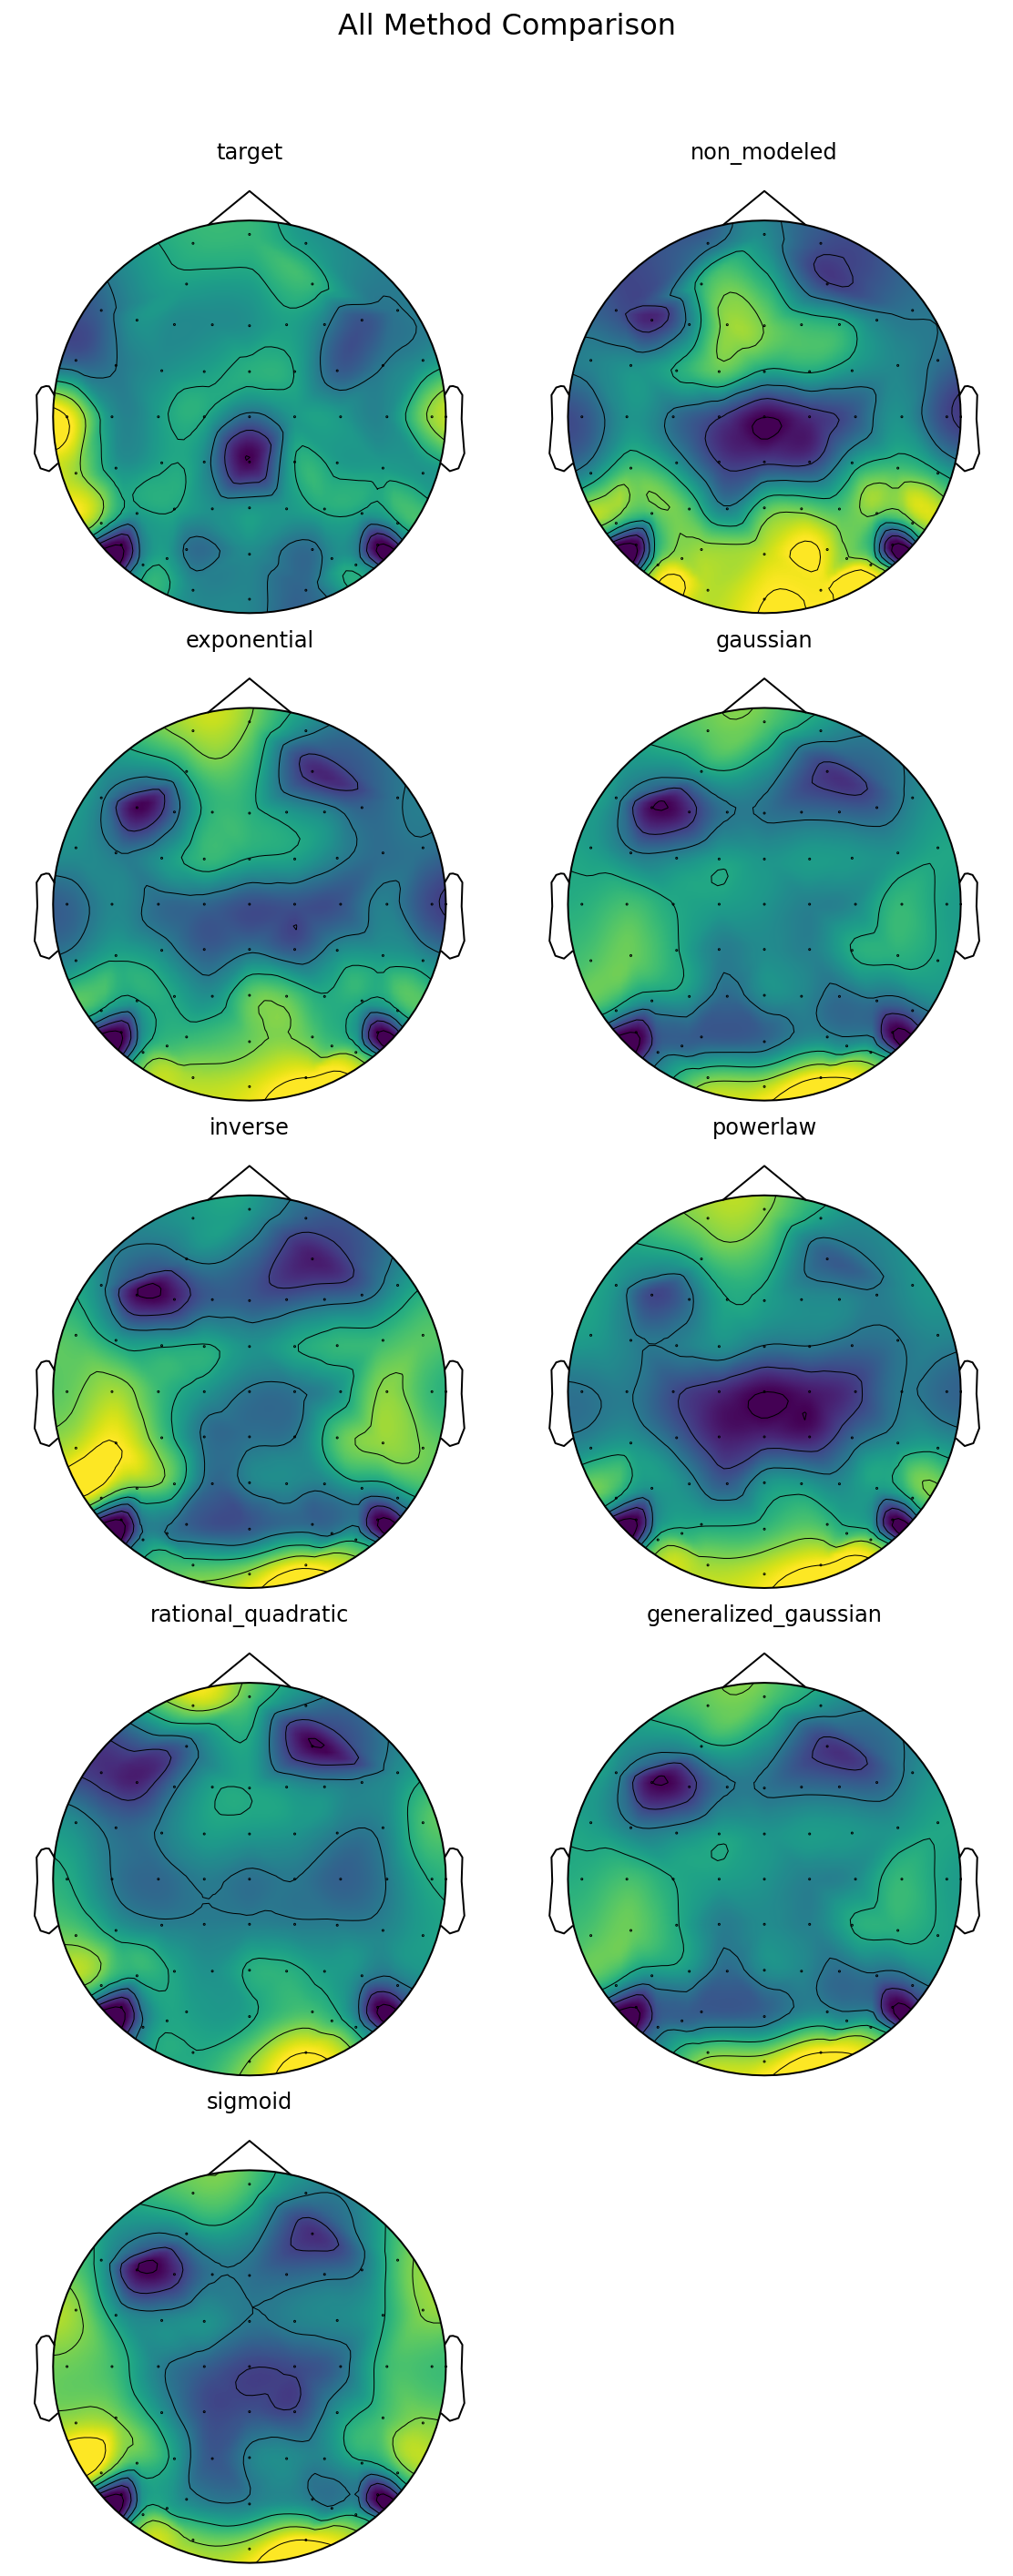 All Method Comparison
target
non_modeled
exponential
gaussian
inverse
powerlaw
rational_quadratic
generalized_gaussian
sigmoid